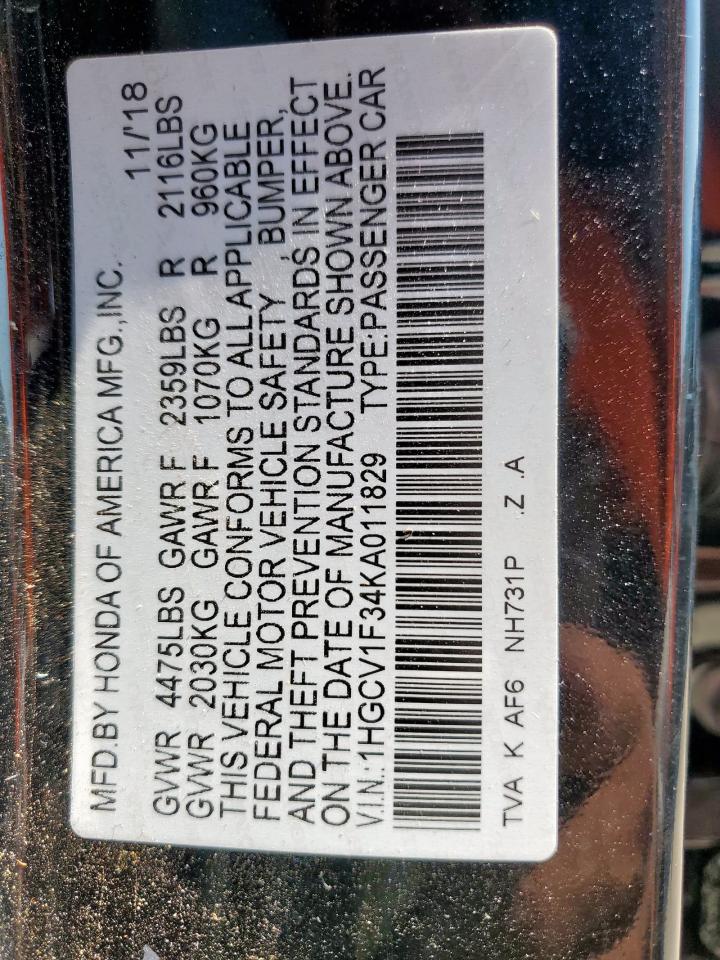 MFD.BY HONDA OF AMERICA MFG.,INC. 11/'18
GVWR 4475LBS GAWR F 2359LBS R 2116LBS
GVWR 2030KG GAWR F 1070KG R 960KG
THIS VEHICLE CONFORMS TO ALL APPLICABLE
FEDERAL MOTOR VEHICLE SAFETY , BUMPER,
AND THEFT PREVENTION STANDARDS IN EFFECT
ON THE DATE OF MANUFACTURE SHOWN ABOVE.
V.I.N.:1HGCV1F34KA011829 TYPE:PASSENGER CAR
TVA K AF6 NH731P .Z .A